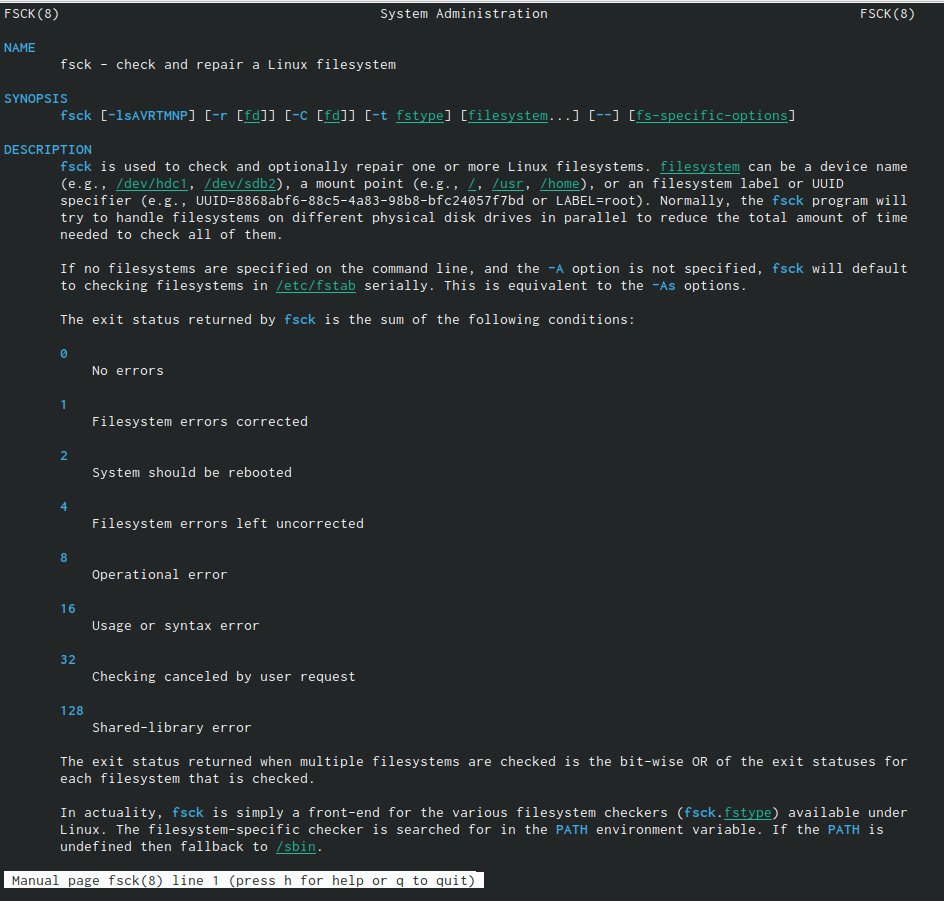 FSCK(8) System Administration FSCK(8)
NAME
fsck - check and repair a Linux filesystem
SYNOPSIS
fsck [-lsAVRTMNP] [-r [fd]] [-C [fd]] [-t fstype] [filesystem...] [--] [fs-specific-options]
DESCRIPTION
fsck is used to check and optionally repair one or more Linux filesystems. filesystem can be a device name
(e.g., /dev/hdc1, /dev/sdb2), a mount point (e.g., /, /usr, /home), or an filesystem label or UUID
specifier (e.g., UUID=8868abf6-88c5-4a83-98b8-bfc24057f7bd or LABEL=root). Normally, the fsck program will
try to handle filesystems on different physical disk drives in parallel to reduce the total amount of time
needed to check all of them.
If no filesystems are specified on the command line, and the -A option is not specified, fsck will default
to checking filesystems in /etc/fstab serially. This is equivalent to the -As options.
The exit status returned by fsck is the sum of the following conditions:
0
No errors
1
Filesystem errors corrected
2
System should be rebooted
4
Filesystem errors left uncorrected
8
Operational error
16
Usage or syntax error
32
Checking canceled by user request
128
Shared-library error
The exit status returned when multiple filesystems are checked is the bit-wise OR of the exit statuses for
each filesystem that is checked.
In actuality, fsck is simply a front-end for the various filesystem checkers (fsck.fstype) available under
Linux. The filesystem-specific checker is searched for in the PATH environment variable. If the PATH is
undefined then fallback to /sbin.
Manual page fsck(8) line 1 (press h for help or q to quit)